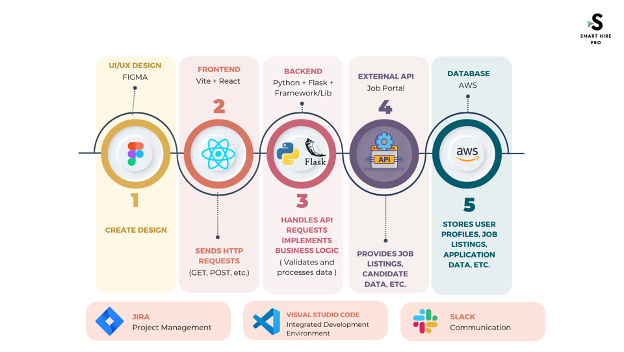 S
SMART HIRE
PRO
UI/UX DESIGN
FIGMA
1
CREATE DESIGN
FRONTEND
Vite + React
2
SENDS HTTP
REQUESTS
(GET, POST, etc.)
BACKEND
Python + Flask +
Framework/Lib
Flask
3
HANDLES API
REQUESTS
IMPLEMENTS
BUSINESS LOGIC
( Validates and
processes data )
EXTERNAL API
Job Portal
4
API
PROVIDES JOB
LISTINGS,
CANDIDATE
DATA, ETC.
DATABASE
AWS
aws
5
STORES USER
PROFILES, JOB
LISTINGS,
APPLICATION
DATA, ETC.
JIRA
Project Management
VISUAL STUDIO CODE
Integrated Development
Environment
SLACK
Communication